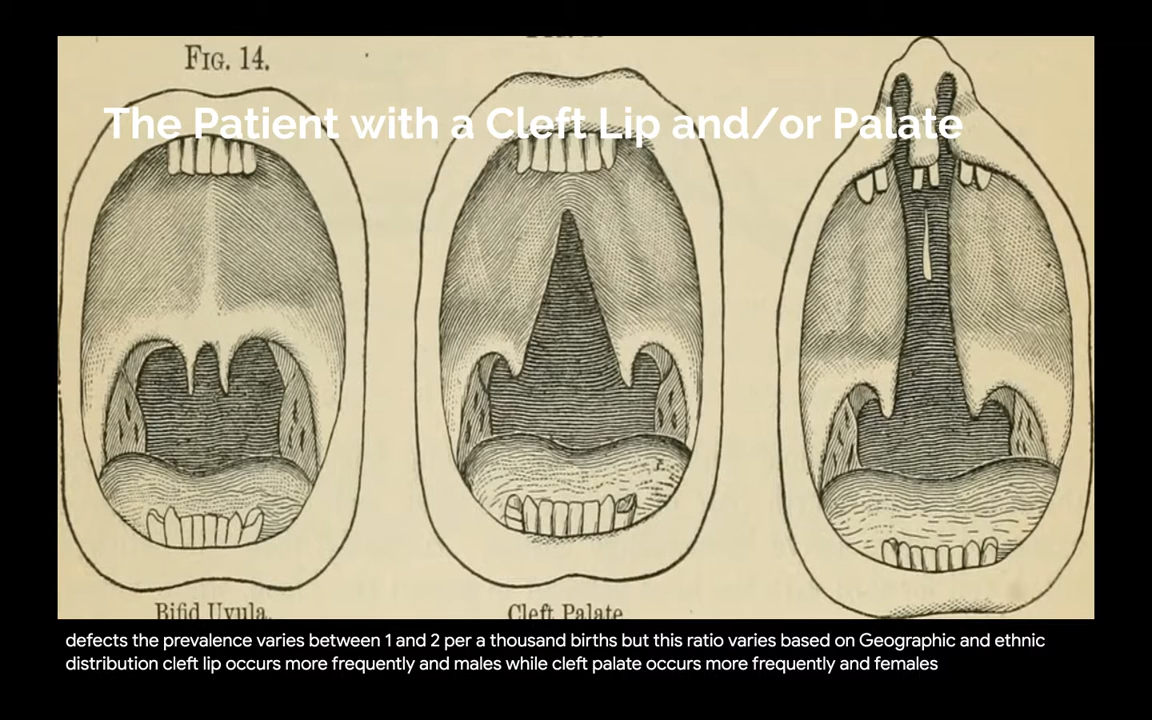 FIG. 14.
The Patient with a Cleft Lip and/or Palate
Bifid Uvula.
Cleft Palate
defects the prevalence varies between 1 and 2 per a thousand births but this ratio varies based on Geographic and ethnic
distribution cleft lip occurs more frequently and males while cleft palate occurs more frequently and females